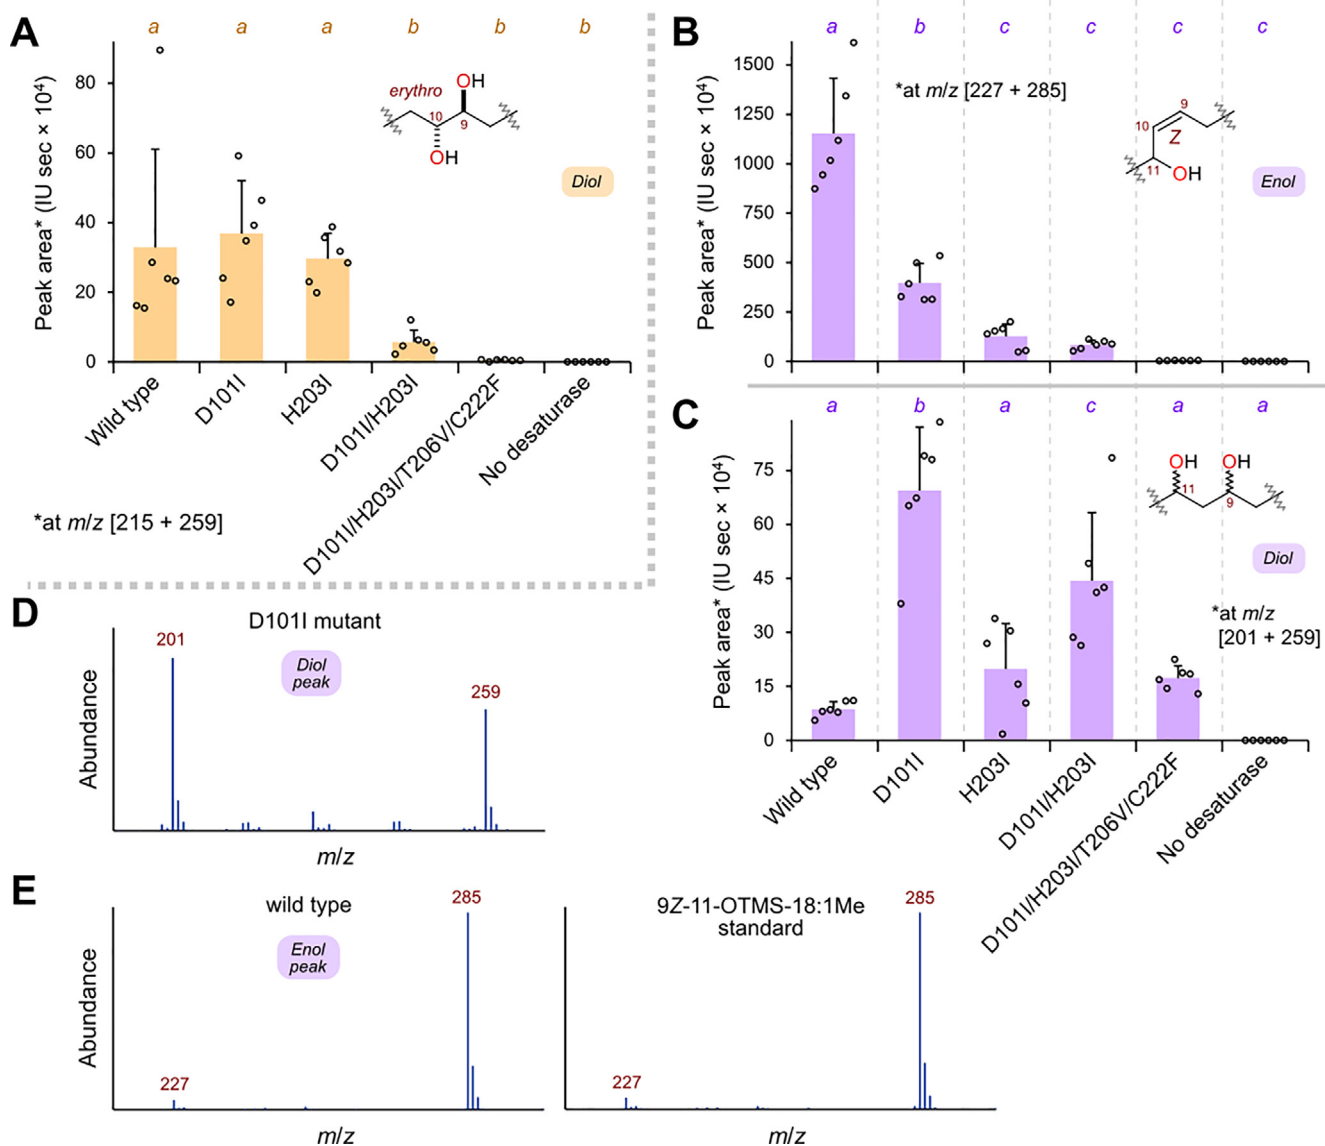 A
a a a b b b
Peak area* (IU sec × 10⁴)
80
60
40
20
0
erythro
OH
10
9
OH
Diol
Wild type
D101I
H203I
D101I/H203I
D101I/H203I/T206V/C222F
No desaturase
*at m/z [215 + 259]
B
a b c c c c
Peak area* (IU sec × 10⁴)
1500
1250
1000
750
500
250
0
*at m/z [227 + 285]
9
10
Z
11
OH
Enol
C
a b a c a a
Peak area* (IU sec × 10⁴)
75
60
45
30
15
0
OH OH
11
9
Diol
*at m/z
[201 + 259]
Wild type
D101I
H203I
D101I/H203I
D101I/H203I/T206V/C222F
No desaturase
D
D101I mutant
201
Diol
peak
259
Abundance
m/z
E
wild type
285
Enol
peak
Abundance
227
m/z
9Z-11-OTMS-18:1Me
standard
285
227
m/z